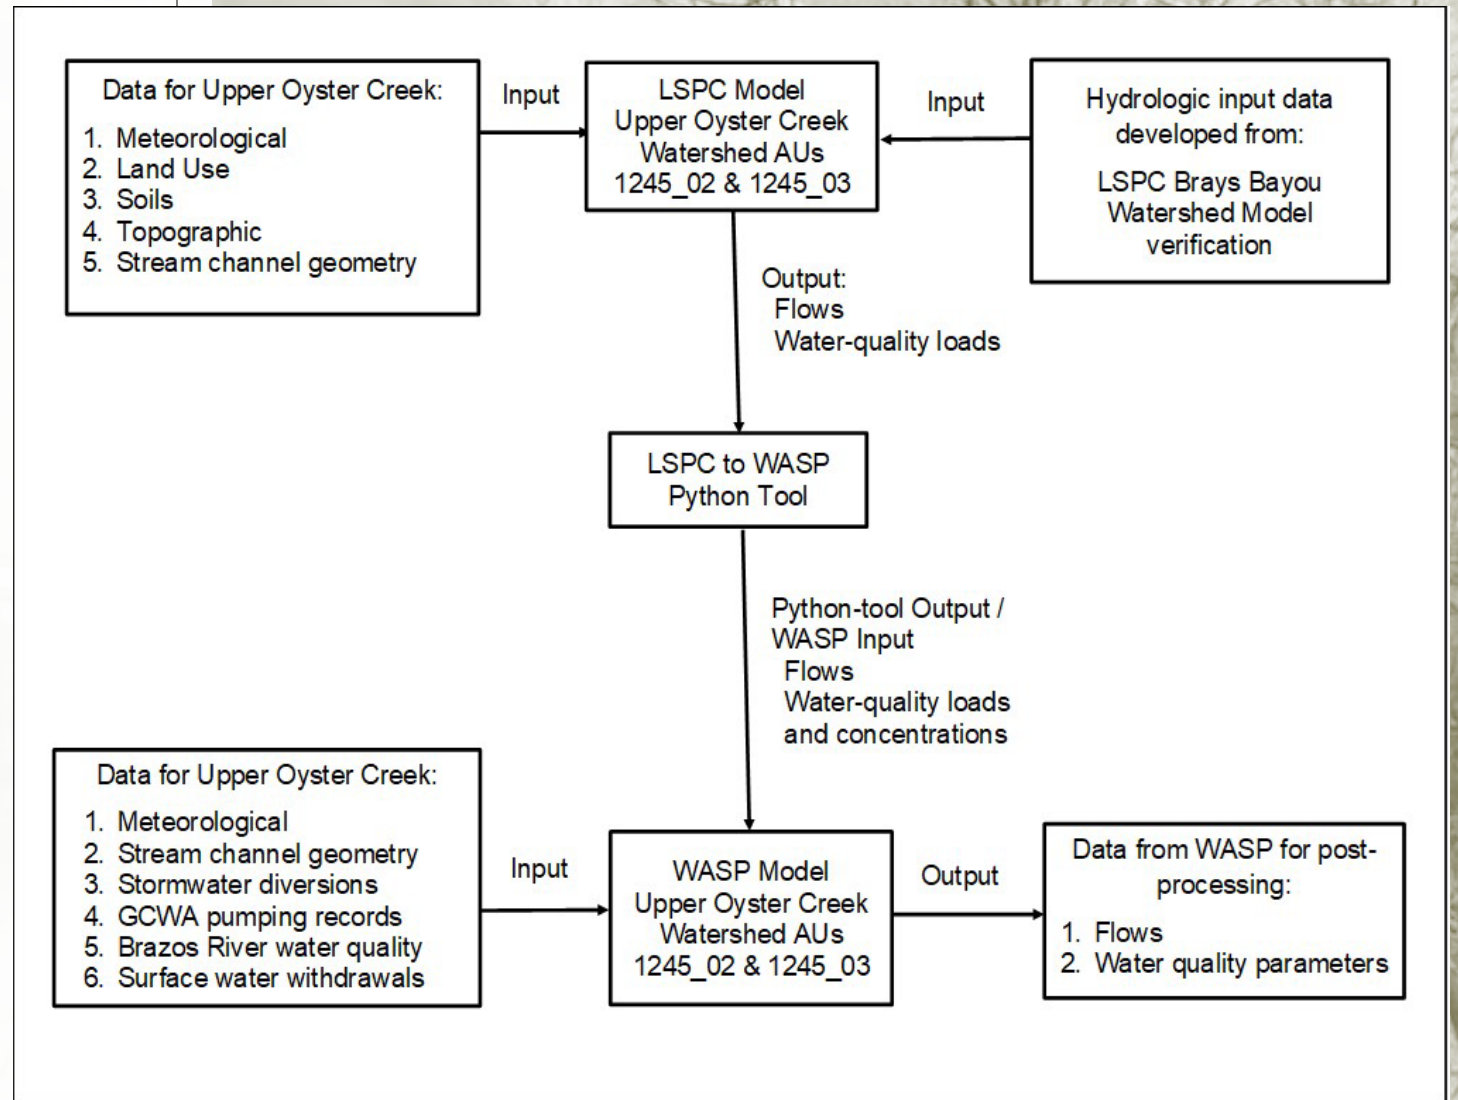 Data for Upper Oyster Creek:
1. Meteorological
2. Land Use
3. Soils
4. Topographic
5. Stream channel geometry
Input
LSPC Model
Upper Oyster Creek
Watershed AUs
1245_02 & 1245_03
Input
Hydrologic input data
developed from:
LSPC Brays Bayou
Watershed Model
verification
Output:
Flows
Water-quality loads
LSPC to WASP
Python Tool
Python-tool Output /
WASP Input
Flows
Water-quality loads
and concentrations
Data for Upper Oyster Creek:
1. Meteorological
2. Stream channel geometry
3. Stormwater diversions
4. GCWA pumping records
5. Brazos River water quality
6. Surface water withdrawals
Input
WASP Model
Upper Oyster Creek
Watershed AUs
1245_02 & 1245_03
Output
Data from WASP for post-
processing:
1. Flows
2. Water quality parameters